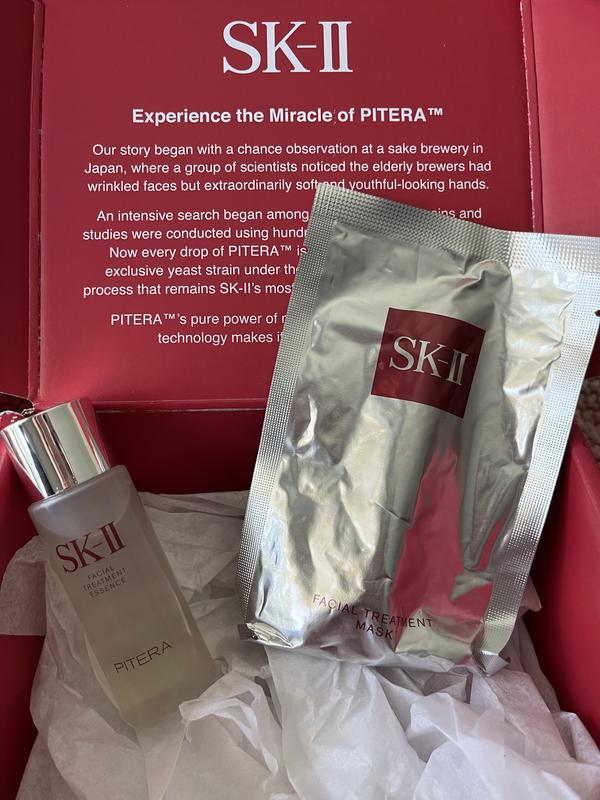 SK-II
Experience the Miracle of PITERA™
Our story began with a chance observation at a sake brewery in
Japan, where a group of scientists noticed the elderly brewers had
wrinkled faces but extraordinarily soft and youthful-looking hands.
An intensive search began among
studies were conducted using
Now every drop of PITERA™ is
exclusive yeast strain under the
process that remains SK-II's most
PITERA™'s pure power of
technology makes
SK-II
FACIAL TREATMENT
MASK
SK-II
FACIAL
TREATMENT
ESSENCE
PITERA